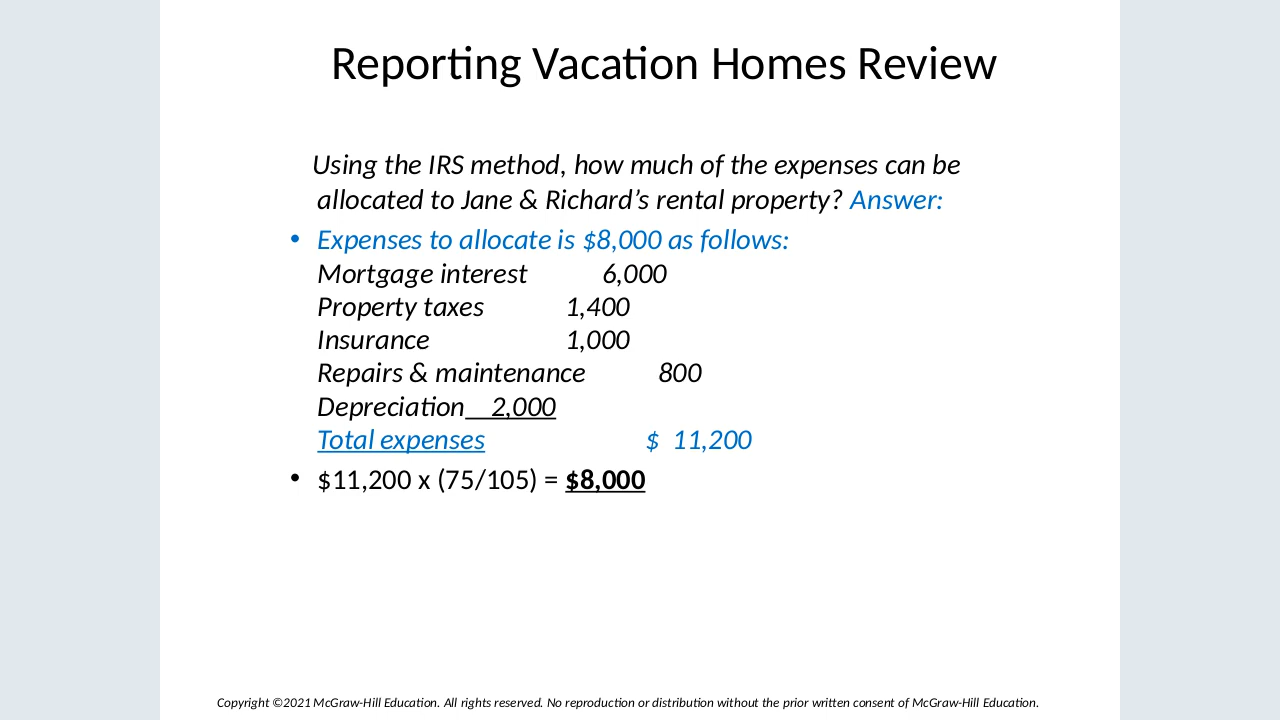 Reporting Vacation Homes Review
Using the IRS method, how much of the expenses can be
allocated to Jane & Richard’s rental property? Answer:
• Expenses to allocate is $8,000 as follows:
Mortgage interest 6,000
Property taxes 1,400
Insurance 1,000
Repairs & maintenance 800
Depreciation 2,000
Total expenses $ 11,200
• $11,200 x (75/105) = $8,000
Copyright ©2021 McGraw-Hill Education. All rights reserved. No reproduction or distribution without the prior written consent of McGraw-Hill Education.